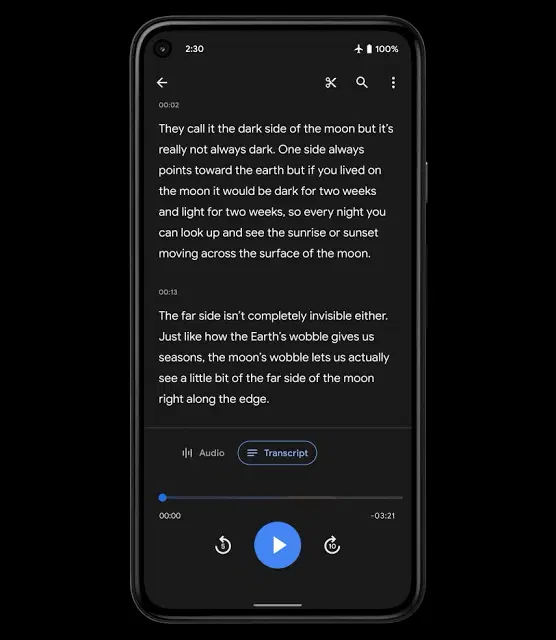 2:30
100%
00:02
They call it the dark side of the moon but it's
really not always dark. One side always
points toward the earth but if you lived on
the moon it would be dark for two weeks
and light for two weeks, so every night you
can look up and see the sunrise or sunset
moving across the surface of the moon.
00:13
The far side isn't completely invisible either.
Just like how the Earth's wobble gives us
seasons, the moon's wobble lets us actually
see a little bit of the far side of the moon
right along the edge.
Audio
Transcript
00:00
-03:21
5
10